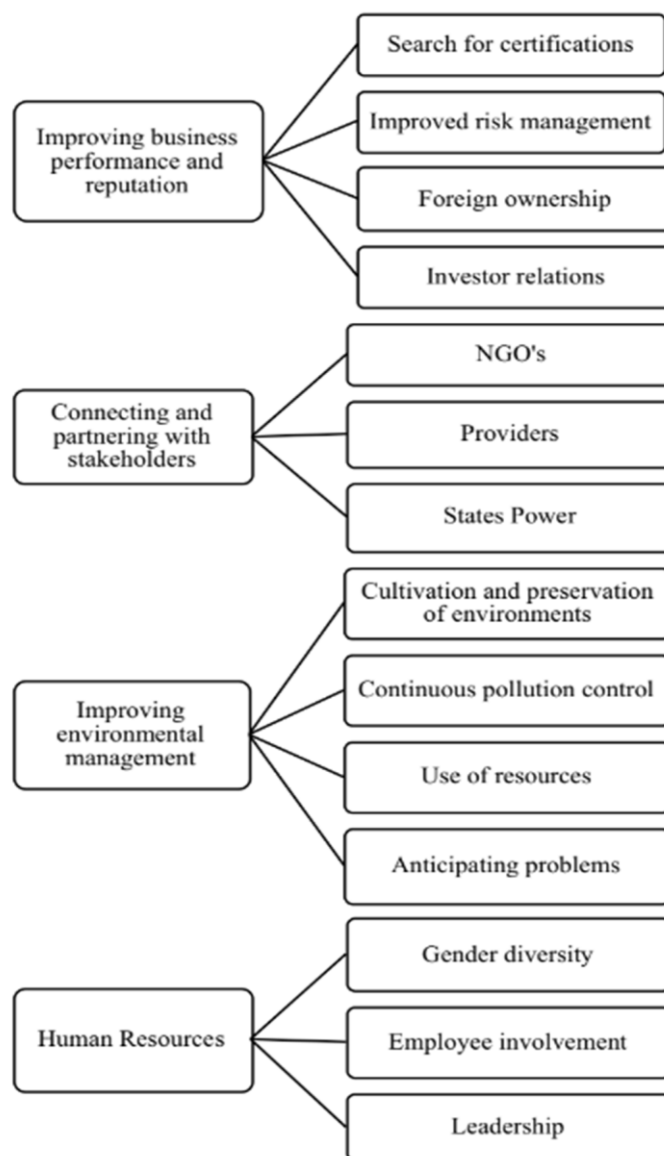 Improving business
performance and
reputation
Search for certifications
Improved risk management
Foreign ownership
Investor relations
Connecting and
partnering with
stakeholders
NGO's
Providers
States Power
Improving
environmental
management
Cultivation and preservation
of environments
Continuous pollution control
Use of resources
Anticipating problems
Human Resources
Gender diversity
Employee involvement
Leadership